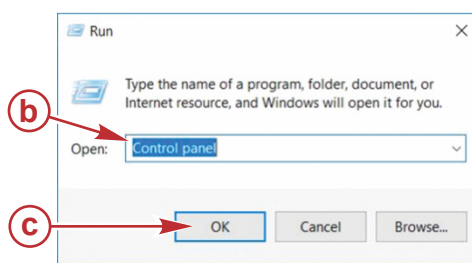 Run
Type the name of a program, folder, document, or
Internet resource, and Windows will open it for you.
b
Open: Control panel
c
OK Cancel Browse...